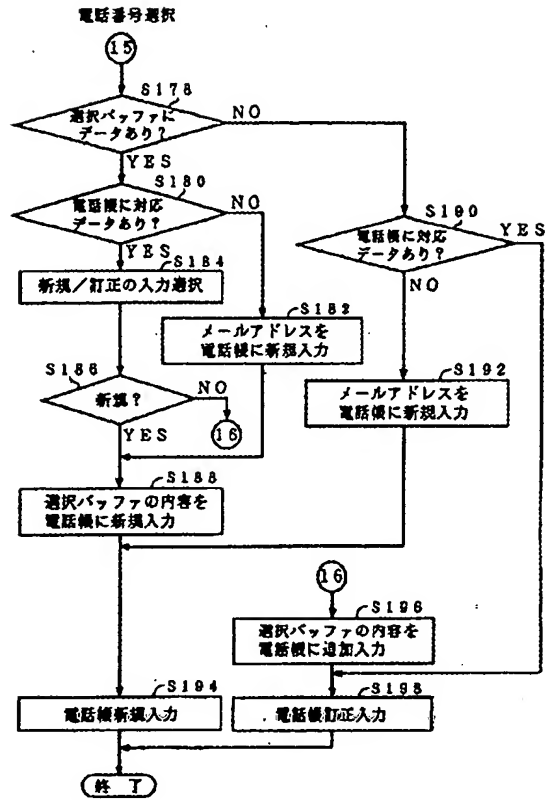 電話番号選択
15
S178
選択バッファに
データあり？
NO
YES
S180
電話帳に対応
データあり？
NO
YES
S190
電話帳に対応
データあり？
YES
NO
S184
新規／訂正の入力選択
S182
メールアドレスを
電話帳に新規入力
S192
メールアドレスを
電話帳に新規入力
S186
新規？
NO
16
YES
S188
選択バッファの内容を
電話帳に新規入力
16
S196
選択バッファの内容を
電話帳に追加入力
S194
電話帳新規入力
S198
電話帳訂正入力
終 了